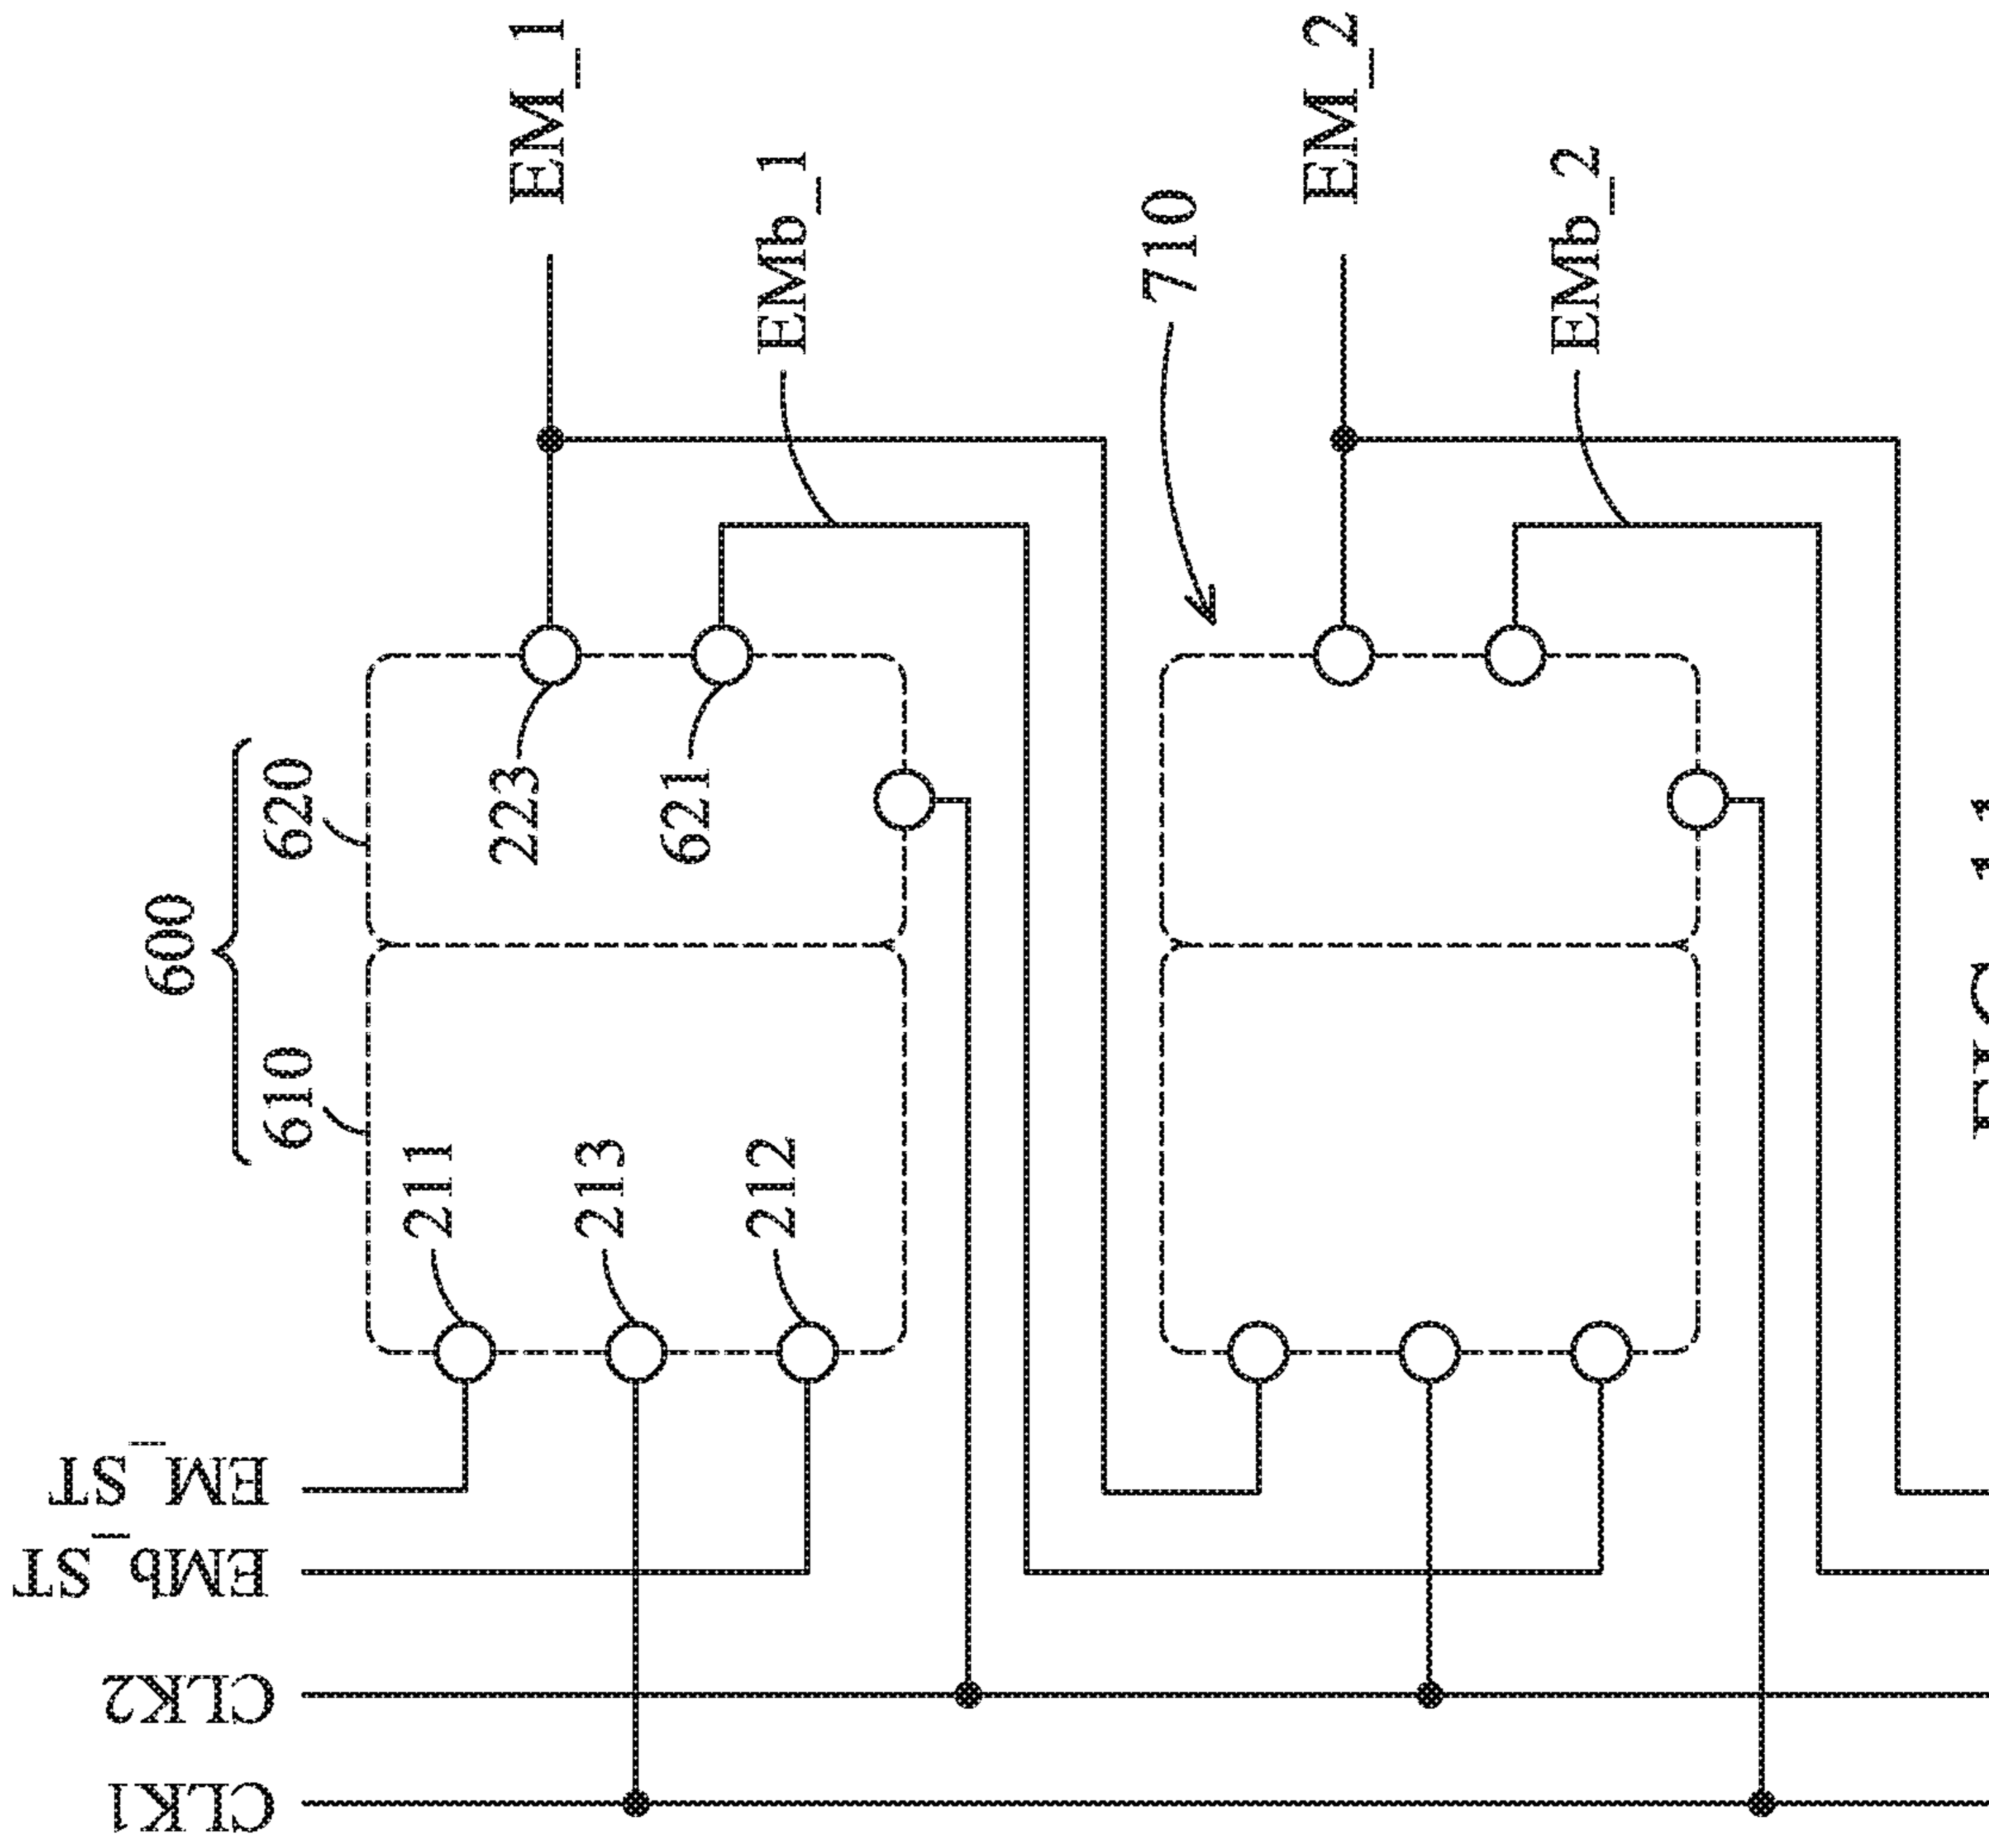 EM_1
EMb_1
EM_2
EMb_2
710
600
620
610
223
621
211
213
212
EM_ST
EMb_ST
CLK2
CLK1